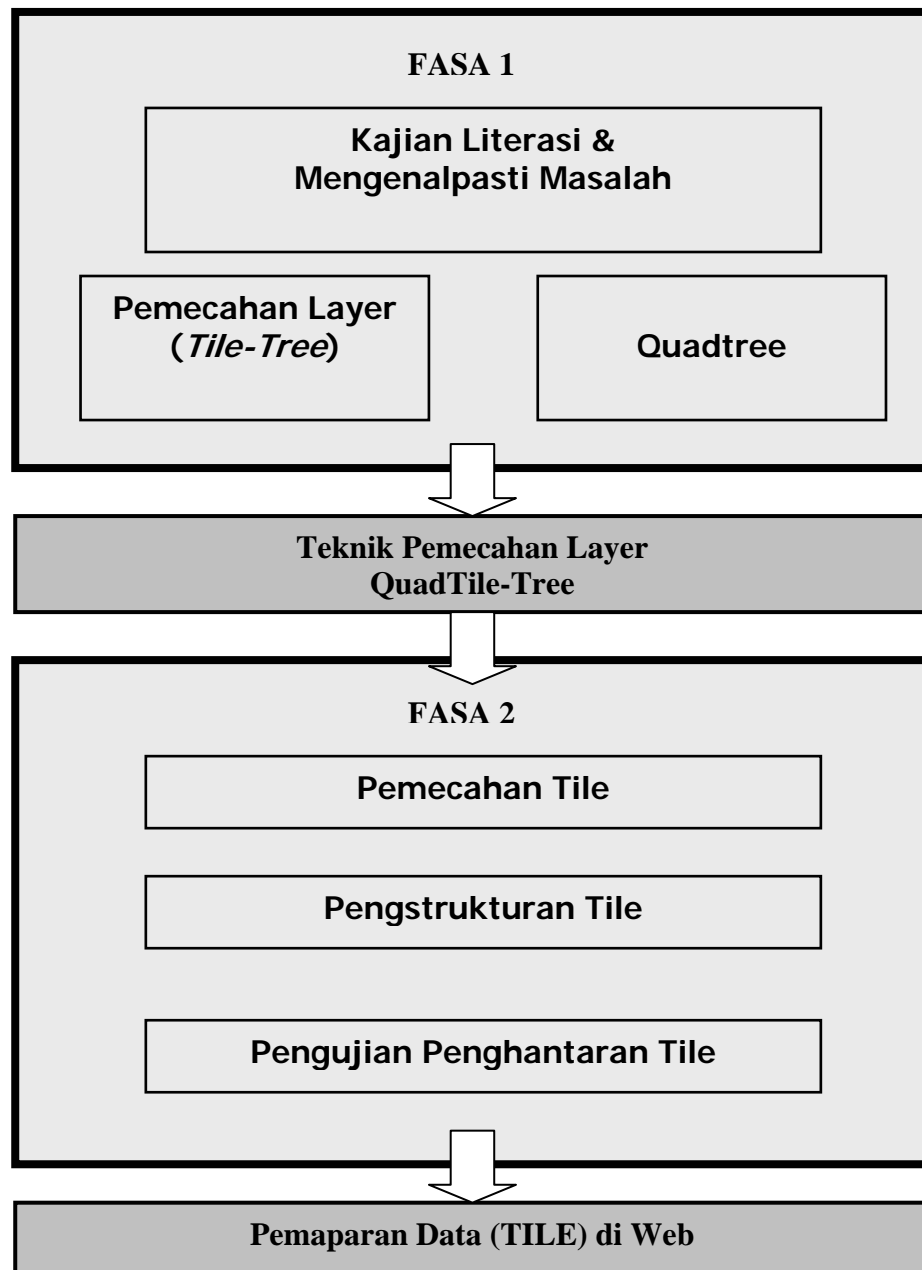 FASA 1
Kajian Literasi &
Mengenalpasti Masalah
Pemecahan Layer
(Tile-Tree)
Quadtree
Teknik Pemecahan Layer
QuadTile-Tree
FASA 2
Pemecahan Tile
Pengstrukturan Tile
Pengujian Penghantaran Tile
Pemaparan Data (TILE) di Web